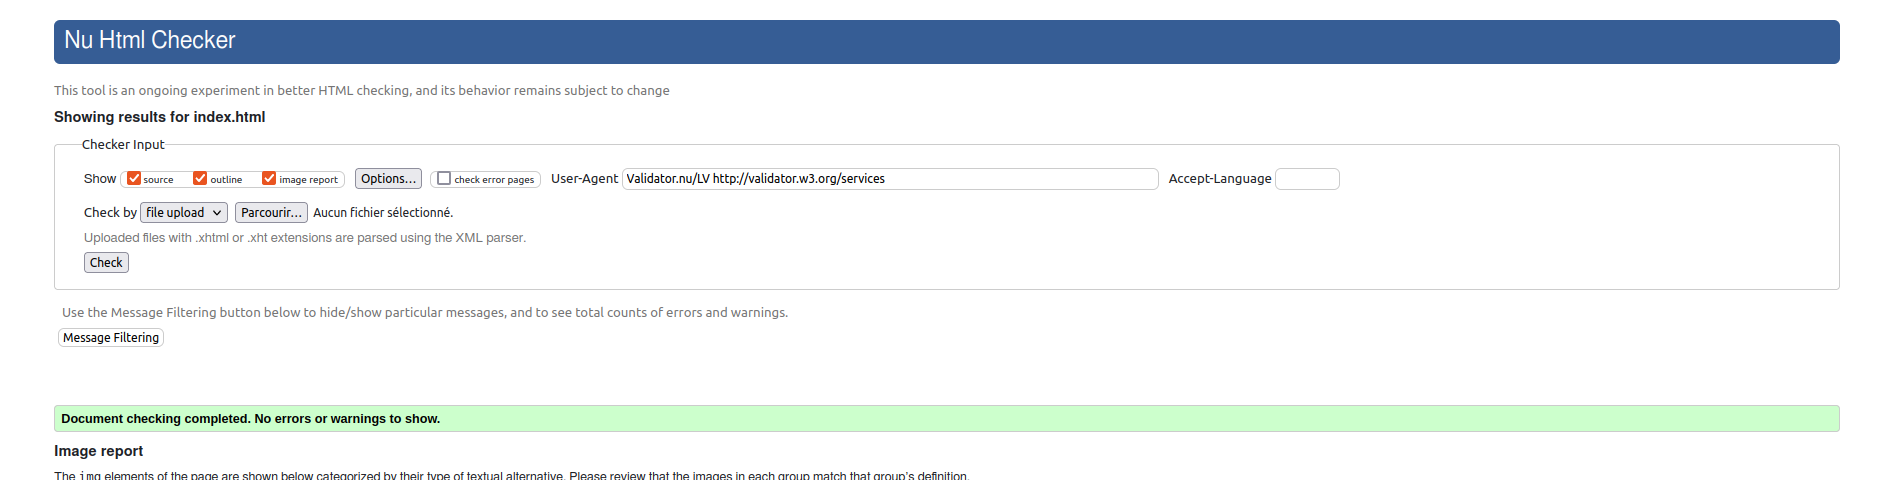 Nu Html Checker
This tool is an ongoing experiment in better HTML checking, and its behavior remains subject to change
Showing results for index.html
Checker Input
Show source outline image report Options... check error pages User-Agent Validator.nu/LV http://validator.w3.org/services Accept-Language
Check by file upload Parcourir... Aucun fichier sélectionné.
Uploaded files with .xhtml or .xht extensions are parsed using the XML parser.
Check
Use the Message Filtering button below to hide/show particular messages, and to see total counts of errors and warnings.
Message Filtering
Document checking completed. No errors or warnings to show.
Image report
The img elements of the page are shown below categorized by their type of textual alternative. Please review that the images in each group match that group's definition.